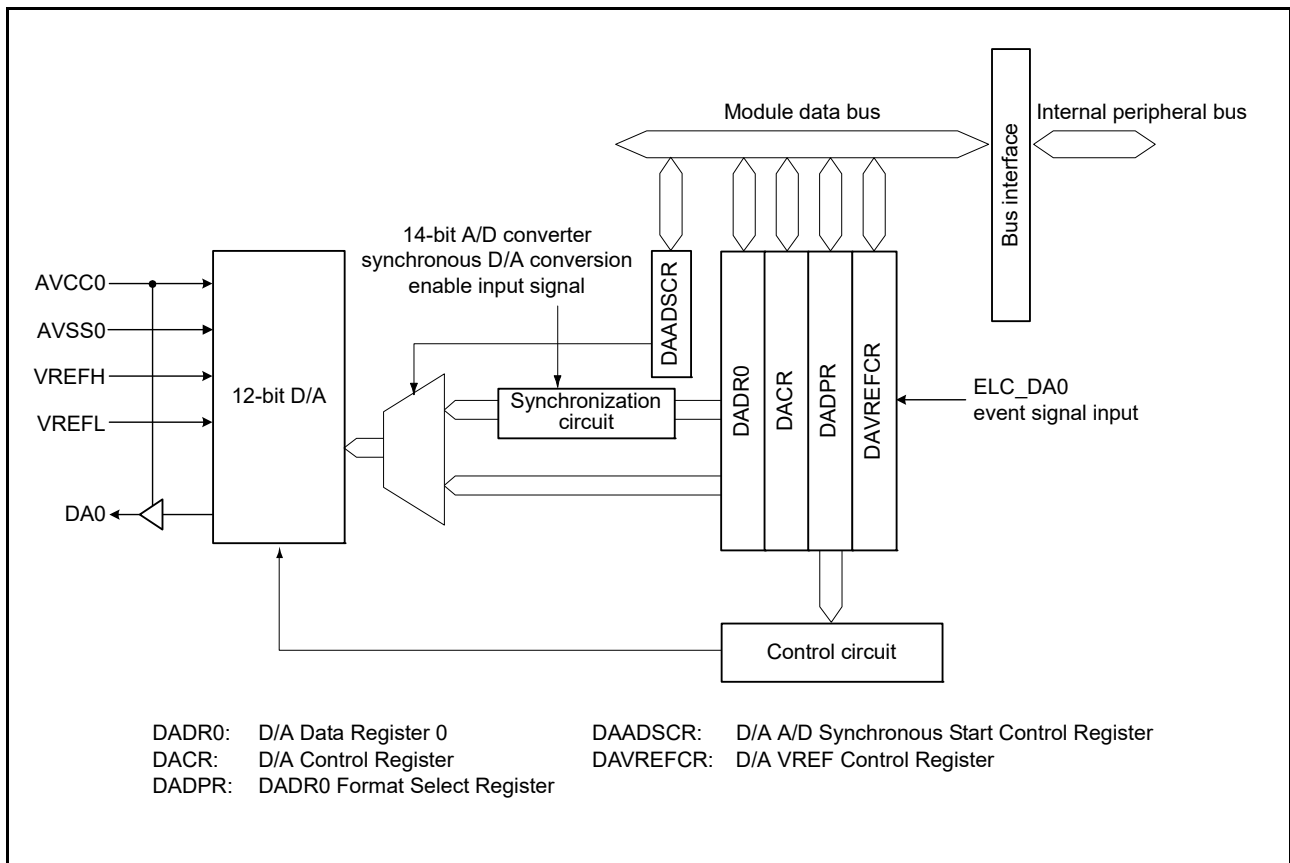 Module data bus
Internal peripheral bus
Bus interface
14-bit A/D converter
synchronous D/A conversion
enable input signal
AVCC0
AVSS0
VREFH
VREFL
DA0
12-bit D/A
Synchronization
circuit
DAADSCR
DADR0
DACR
DADPR
DAVREFCR
ELC_DA0
event signal input
Control circuit
DADR0: D/A Data Register 0
DACR: D/A Control Register
DADPR: DADR0 Format Select Register
DAADSCR: D/A A/D Synchronous Start Control Register
DAVREFCR: D/A VREF Control Register